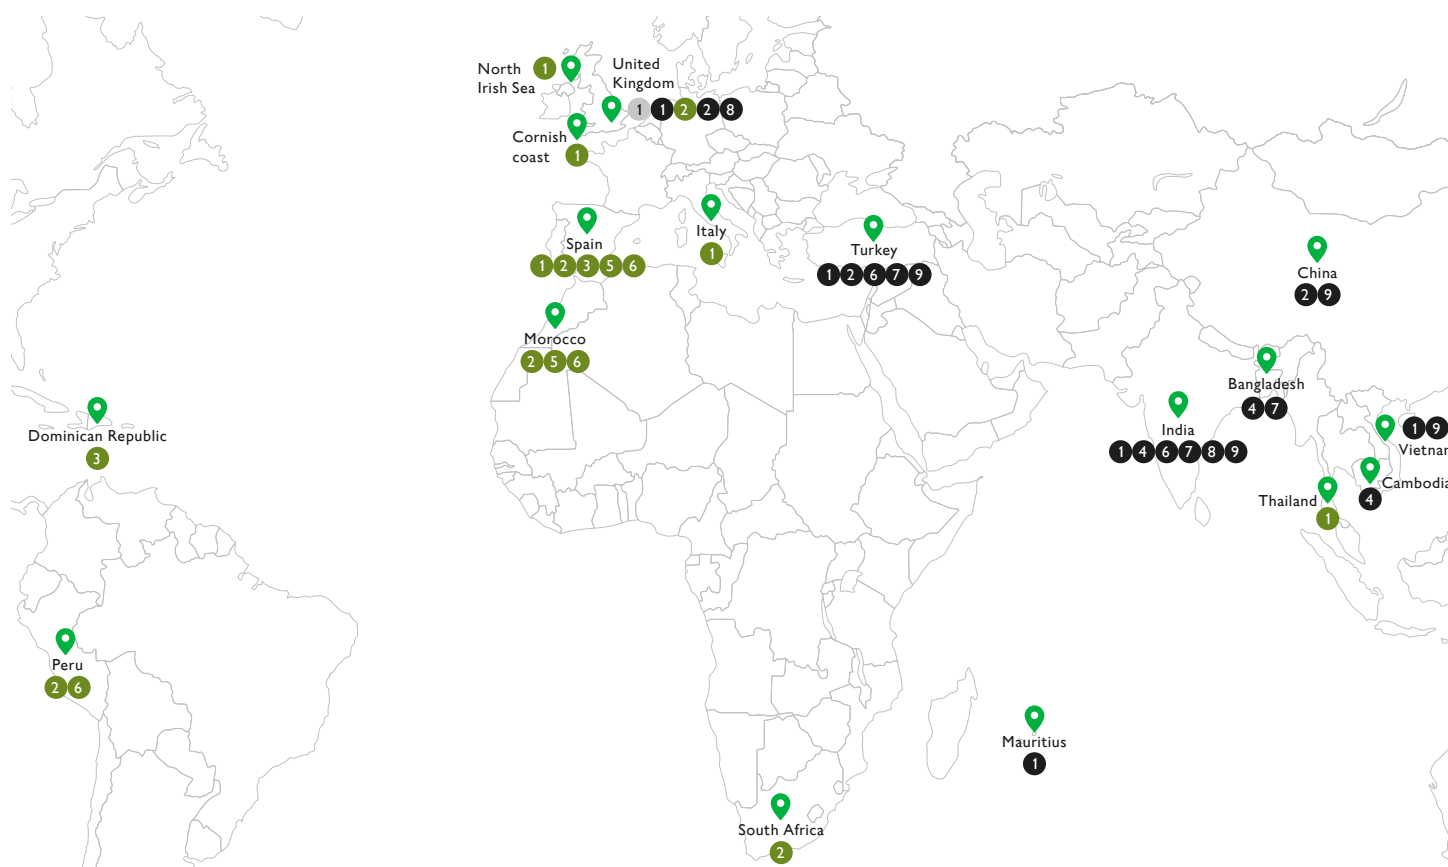 North
Irish Sea
1
United
Kingdom
1 1 2 2 8
Cornish
coast
1
Spain
1 2 3 5 6
Italy
1
Turkey
1 2 6 7 9
China
2 9
Morocco
2 5 6
Bangladesh
4 7
Dominican Republic
3
India
1 4 6 7 8 9
1 9
Vietnam
Cambodia
4
Thailand
1
Peru
2 6
Mauritius
1
South Africa
2